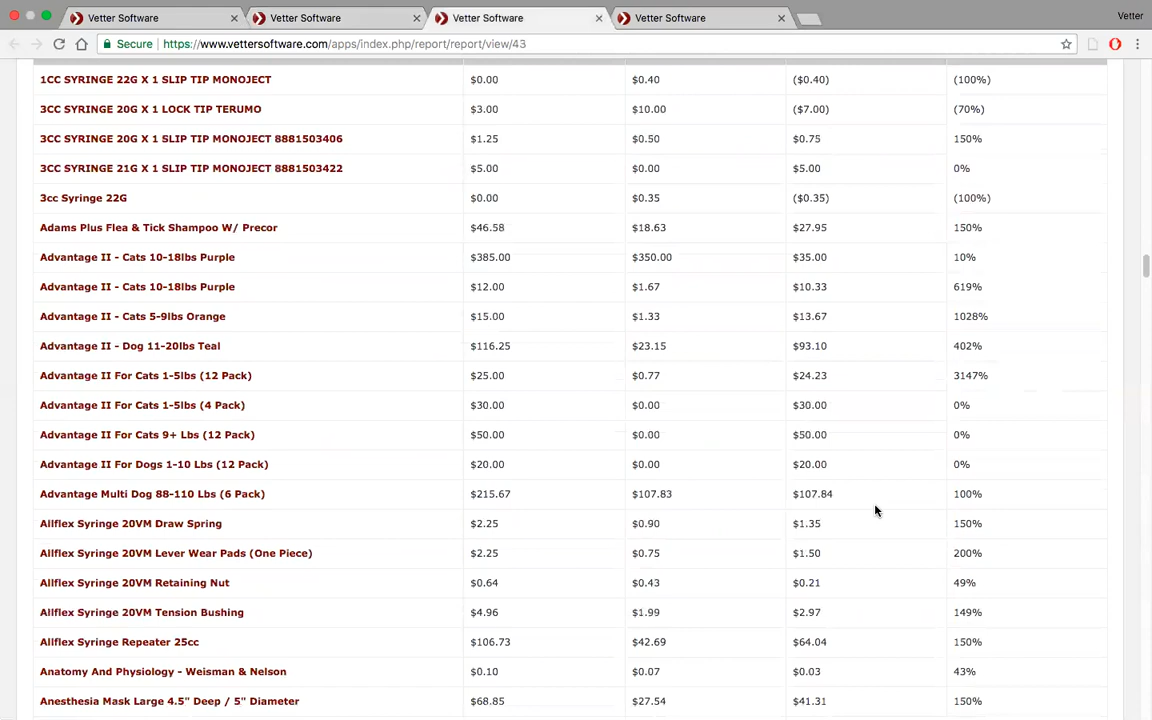 Vetter Software
Vetter Software
Vetter Software
Vetter Software
Vetter
Secure https://www.vettersoftware.com/apps/index.php/report/report/view/43
1CC SYRINGE 22G X 1 SLIP TIP MONOJECT $0.00 $0.40 ($0.40) (100%)
3CC SYRINGE 20G X 1 LOCK TIP TERUMO $3.00 $10.00 ($7.00) (70%)
3CC SYRINGE 20G X 1 SLIP TIP MONOJECT 8881503406 $1.25 $0.50 $0.75 150%
3CC SYRINGE 21G X 1 SLIP TIP MONOJECT 8881503422 $5.00 $0.00 $5.00 0%
3cc Syringe 22G $0.00 $0.35 ($0.35) (100%)
Adams Plus Flea & Tick Shampoo W/ Precor $46.58 $18.63 $27.95 150%
Advantage II - Cats 10-18lbs Purple $385.00 $350.00 $35.00 10%
Advantage II - Cats 10-18lbs Purple $12.00 $1.67 $10.33 619%
Advantage II - Cats 5-9lbs Orange $15.00 $1.33 $13.67 1028%
Advantage II - Dog 11-20lbs Teal $116.25 $23.15 $93.10 402%
Advantage II For Cats 1-5lbs (12 Pack) $25.00 $0.77 $24.23 3147%
Advantage II For Cats 1-5lbs (4 Pack) $30.00 $0.00 $30.00 0%
Advantage II For Cats 9+ Lbs (12 Pack) $50.00 $0.00 $50.00 0%
Advantage II For Dogs 1-10 Lbs (12 Pack) $20.00 $0.00 $20.00 0%
Advantage Multi Dog 88-110 Lbs (6 Pack) $215.67 $107.83 $107.84 100%
Allflex Syringe 20VM Draw Spring $2.25 $0.90 $1.35 150%
Allflex Syringe 20VM Lever Wear Pads (One Piece) $2.25 $0.75 $1.50 200%
Allflex Syringe 20VM Retaining Nut $0.64 $0.43 $0.21 49%
Allflex Syringe 20VM Tension Bushing $4.96 $1.99 $2.97 149%
Allflex Syringe Repeater 25cc $106.73 $42.69 $64.04 150%
Anatomy And Physiology - Weisman & Nelson $0.10 $0.07 $0.03 43%
Anesthesia Mask Large 4.5" Deep / 5" Diameter $68.85 $27.54 $41.31 150%